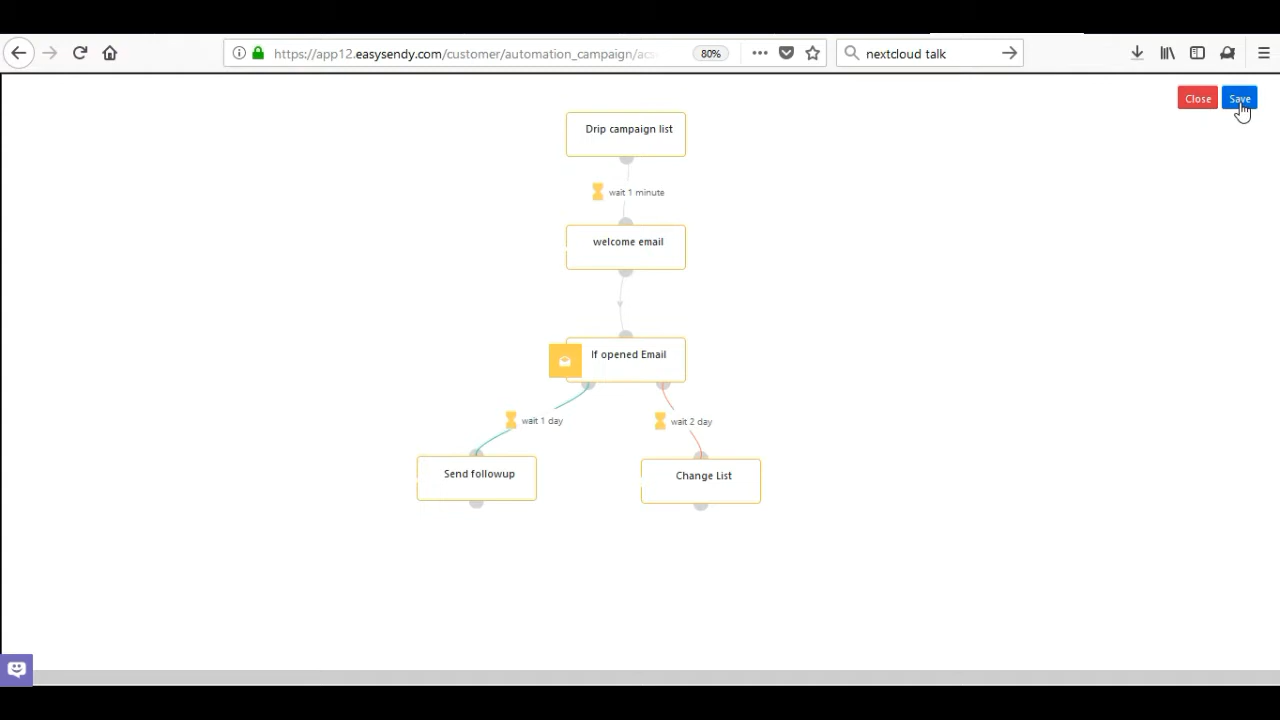 https://app12.easysendy.com/customer/automation_campaign/acs
80%
nextcloud talk
Close
Save
Drip campaign list
wait 1 minute
welcome email
If opened Email
wait 1 day
wait 2 day
Send followup
Change List